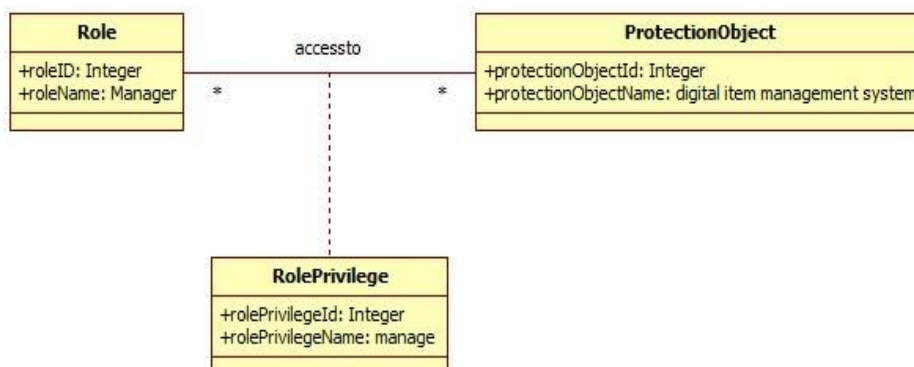 Role
+roleID: Integer
+roleName: Manager
accessto
*
*
ProtectionObject
+protectionObjectId: Integer
+protectionObjectName: digital item management system
RolePrivilege
+rolePrivilegeId: Integer
+rolePrivilegeName: manage